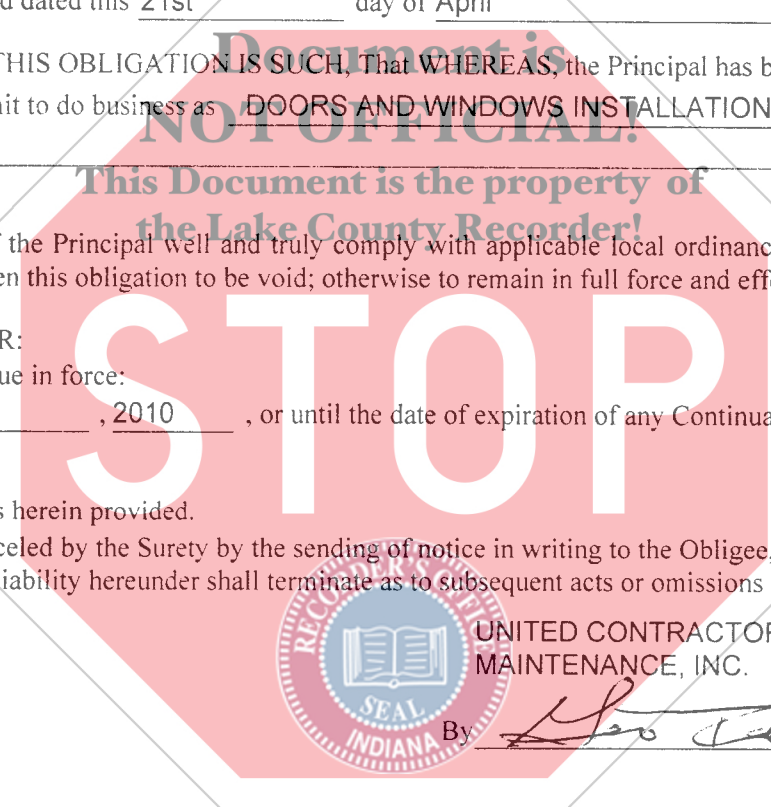 d dated this 21st day of April
Document is
THIS OBLIGATION IS SUCH, That WHEREAS, the Principal has b
it to do business as DOORS AND WINDOWS INSTALLATION
NOT OFFICIAL!
This Document is the property of
the Lake County Recorder!
f the Principal well and truly comply with applicable local ordinanc
en this obligation to be void; otherwise to remain in full force and effe
STOP
R:
ue in force:
, 2010 , or until the date of expiration of any Continua
s herein provided.
celed by the Surety by the sending of notice in writing to the Obligee,
iability hereunder shall terminate as to subsequent acts or omissions
RECORDER'S OFFICE
SEAL
INDIANA
UNITED CONTRACTOR
MAINTENANCE, INC.
By